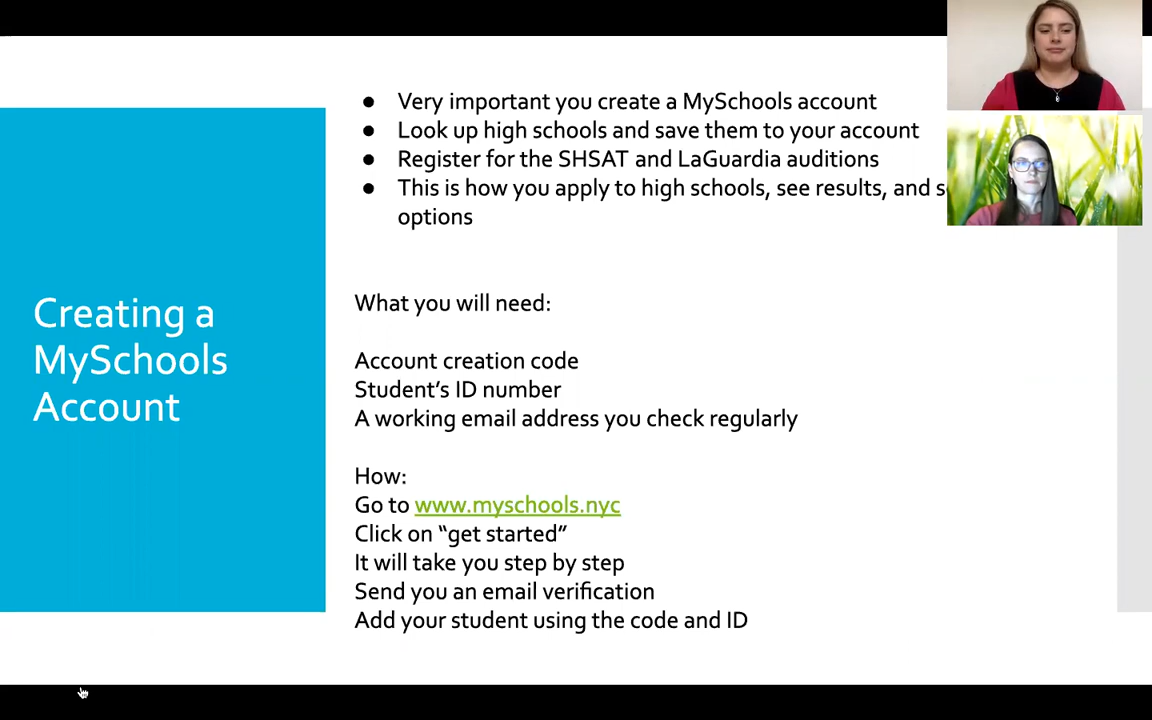 Creating a
MySchools
Account
● Very important you create a MySchools account
● Look up high schools and save them to your account
● Register for the SHSAT and LaGuardia auditions
● This is how you apply to high schools, see results, and
options
What you will need:
Account creation code
Student's ID number
A working email address you check regularly
How:
Go to www.myschools.nyc
Click on “get started”
It will take you step by step
Send you an email verification
Add your student using the code and ID